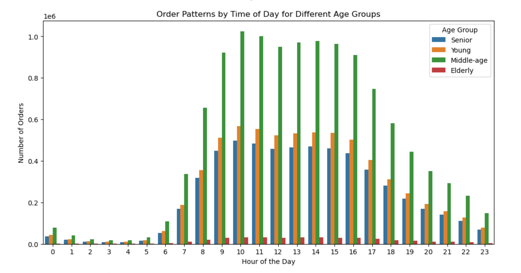 Order Patterns by Time of Day for Different Age Groups
1e6
Age Group
Senior
Young
Middle-age
Elderly
Number of Orders
1.0
0.8
0.6
0.4
0.2
0.0
0 1 2 3 4 5 6 7 8 9 10 11 12 13 14 15 16 17 18 19 20 21 22 23
Hour of the Day